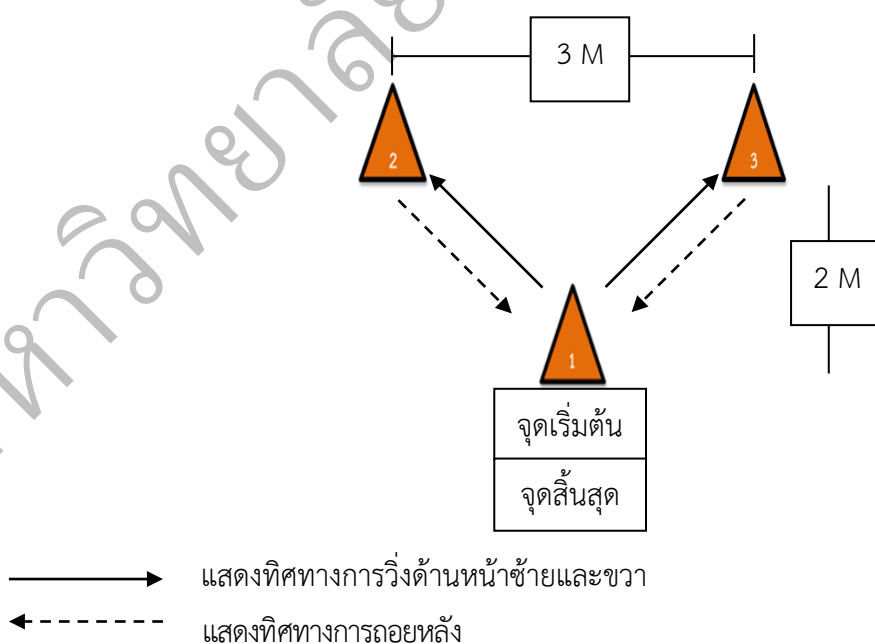 3 M
2
3
2 M
1
จุดเริ่มต้น
จุดสิ้นสุด
แสดงทิศทางการวิ่งด้านหน้าซ้ายและขวา
แสดงทิศทางการถอยหลัง